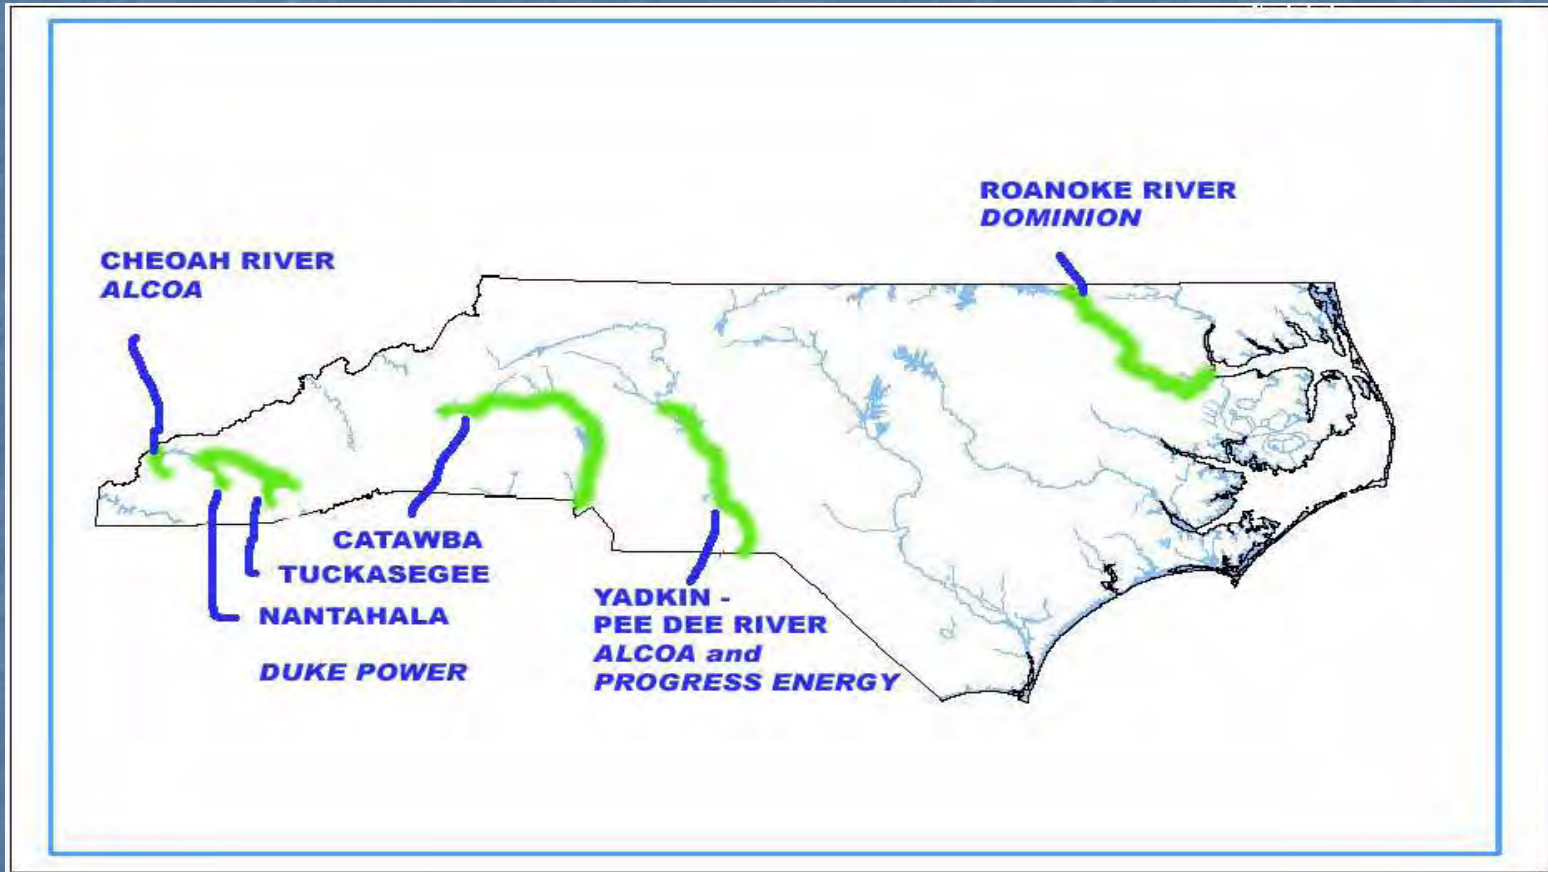 ROANOKE RIVER
DOMINION
CHEOAH RIVER
ALCOA
CATAWBA
TUCKASEGEE
NANTAHALA
DUKE POWER
YADKIN -
PEE DEE RIVER
ALCOA and
PROGRESS ENERGY